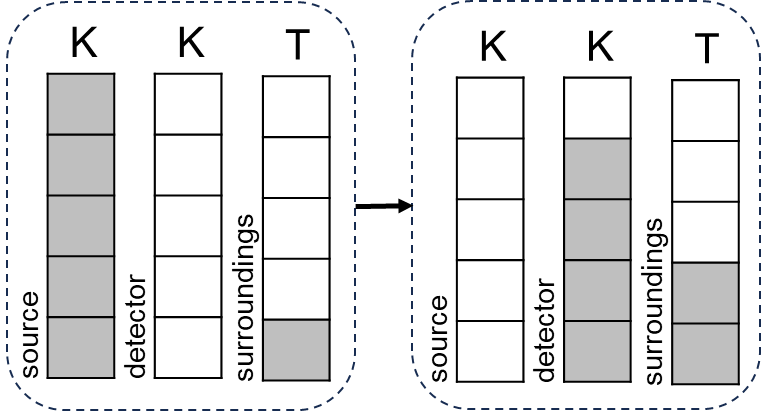 K K T
source
detector
surroundings
K K T
source
detector
surroundings